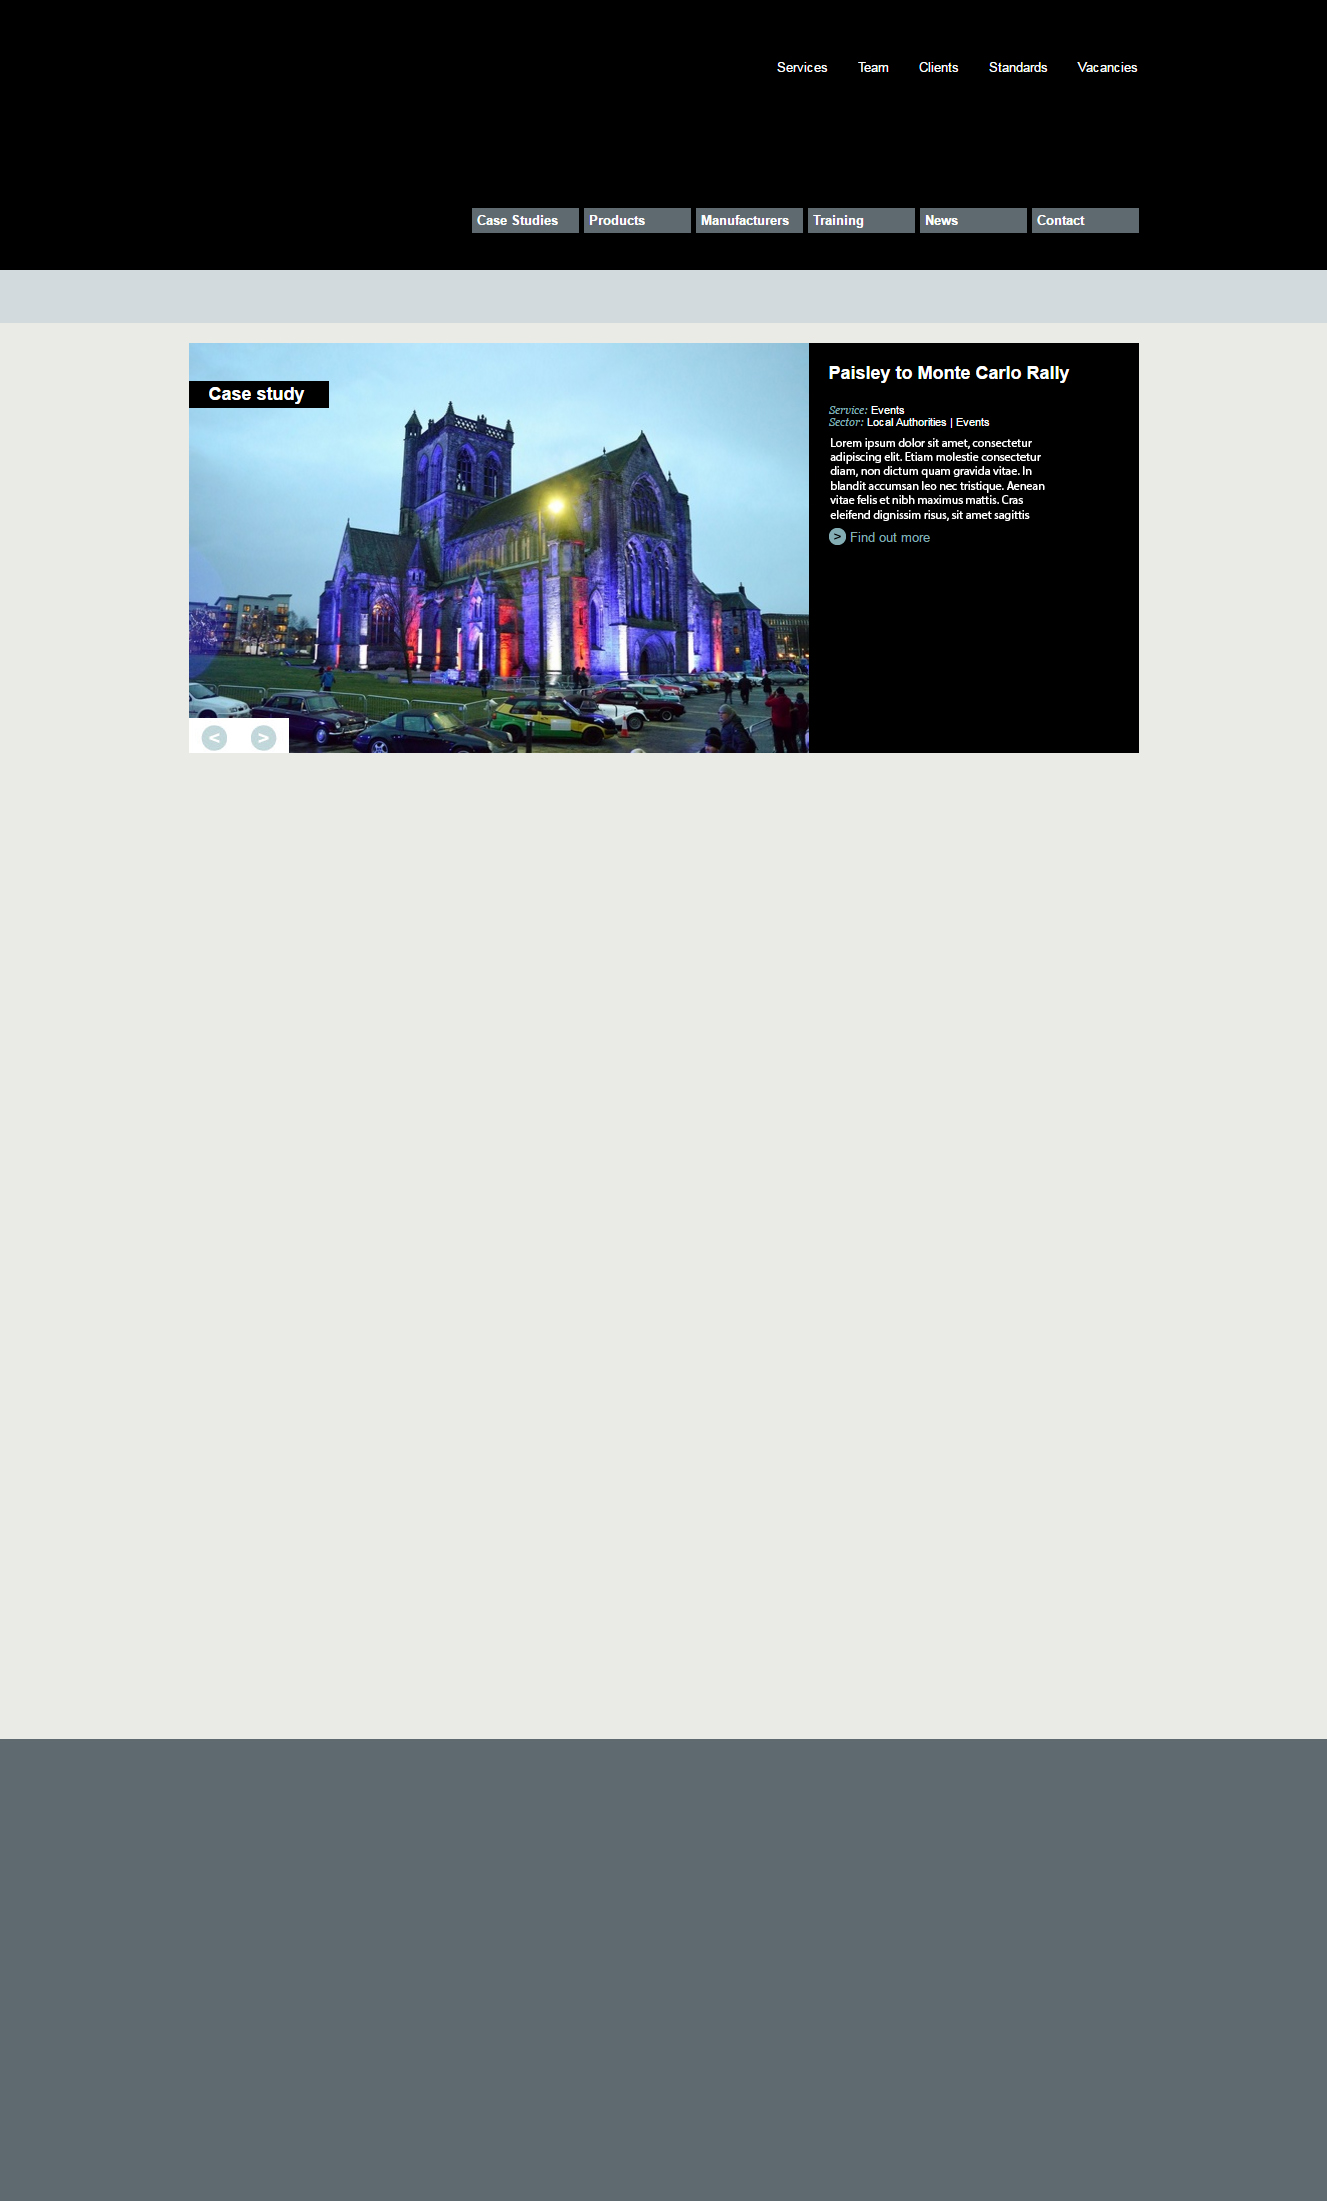 Services Team Clients Standards Vacancies
Case Studies Products Manufacturers Training News Contact
Case study
Paisley to Monte Carlo Rally
Service: Events
Sector: Local Authorities | Events
Lorem ipsum dolor sit amet, consectetur
adipiscing elit. Etiam molestie consectetur
diam, non dictum quam gravida vitae. In
blandit accumsan leo nec tristique. Aenean
vitae felis et nibh maximus mattis. Cras
eleifend dignissim risus, sit amet sagittis
> Find out more
< >